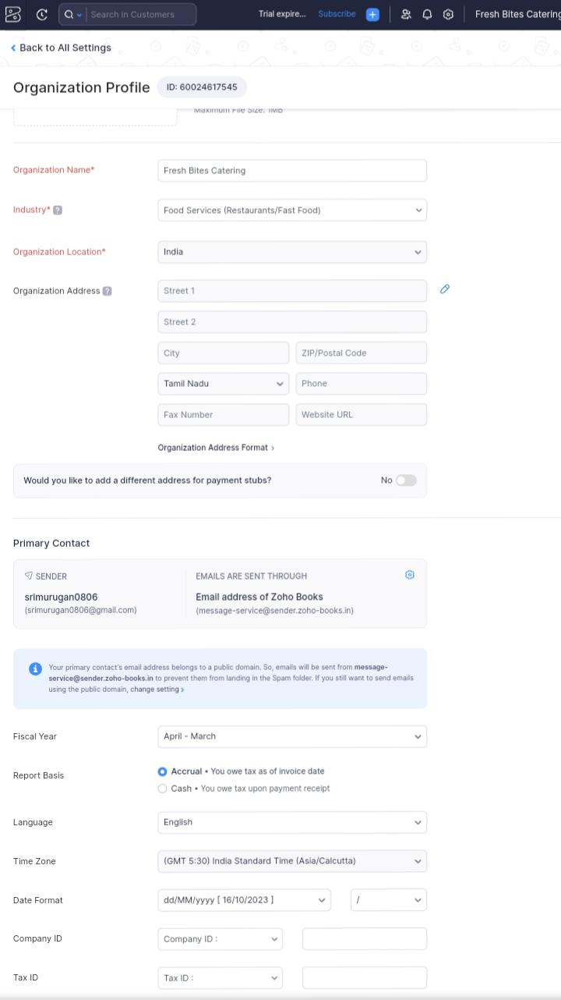 Search in Customers
Trial expire...
Subscribe
Fresh Bites Catering
Back to All Settings
Organization Profile
ID: 60024617545
Maximum File Size: 1MB
Organization Name*
Fresh Bites Catering
Industry* ?
Food Services (Restaurants/Fast Food)
Organization Location*
India
Organization Address ?
Street 1
Street 2
City
ZIP/Postal Code
Tamil Nadu
Phone
Fax Number
Website URL
Organization Address Format ›
Would you like to add a different address for payment stubs?
No
Primary Contact
SENDER
EMAILS ARE SENT THROUGH
srimurugan0806
Email address of Zoho Books
(srimurugan0806@gmail.com)
(message-service@sender.zoho-books.in)
Your primary contact's email address belongs to a public domain. So, emails will be sent from message-
service@sender.zoho-books.in to prevent them from landing in the Spam folder. If you still want to send emails
using the public domain, change setting ›
Fiscal Year
April - March
Report Basis
Accrual • You owe tax as of invoice date
Cash • You owe tax upon payment receipt
Language
English
Time Zone
(GMT 5:30) India Standard Time (Asia/Calcutta)
Date Format
dd/MM/yyyy [ 16/10/2023 ]
/
Company ID
Company ID :
Tax ID
Tax ID :